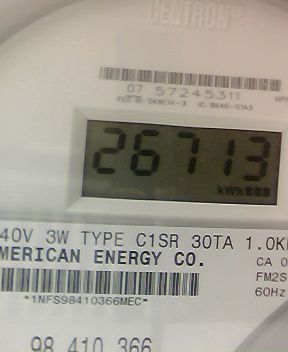 CENTRON®
07 57245311
26713
kWh
40V 3W TYPE C1SR 30TA 1.0K
MERICAN ENERGY CO.
CA 0
FM2S
60Hz
*1NFS98410366MEC*
98 410 366